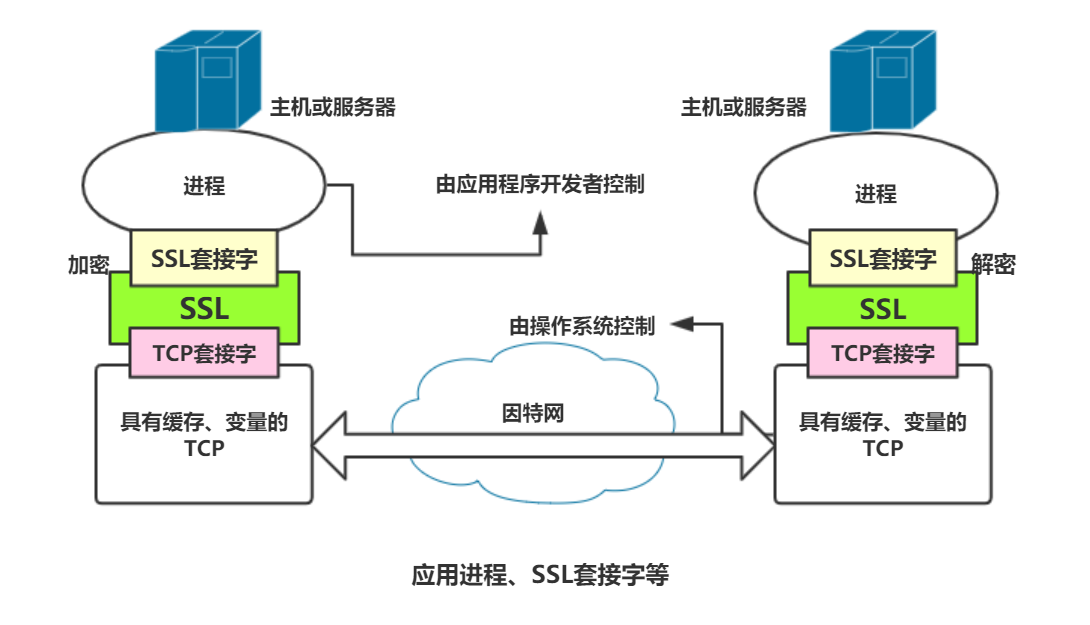 主机或服务器
主机或服务器
进程
由应用程序开发者控制
进程
加密
SSL套接字
SSL套接字
解密
SSL
SSL
由操作系统控制
TCP套接字
TCP套接字
具有缓存、变量的
TCP
因特网
具有缓存、变量的
TCP
应用进程、SSL套接字等